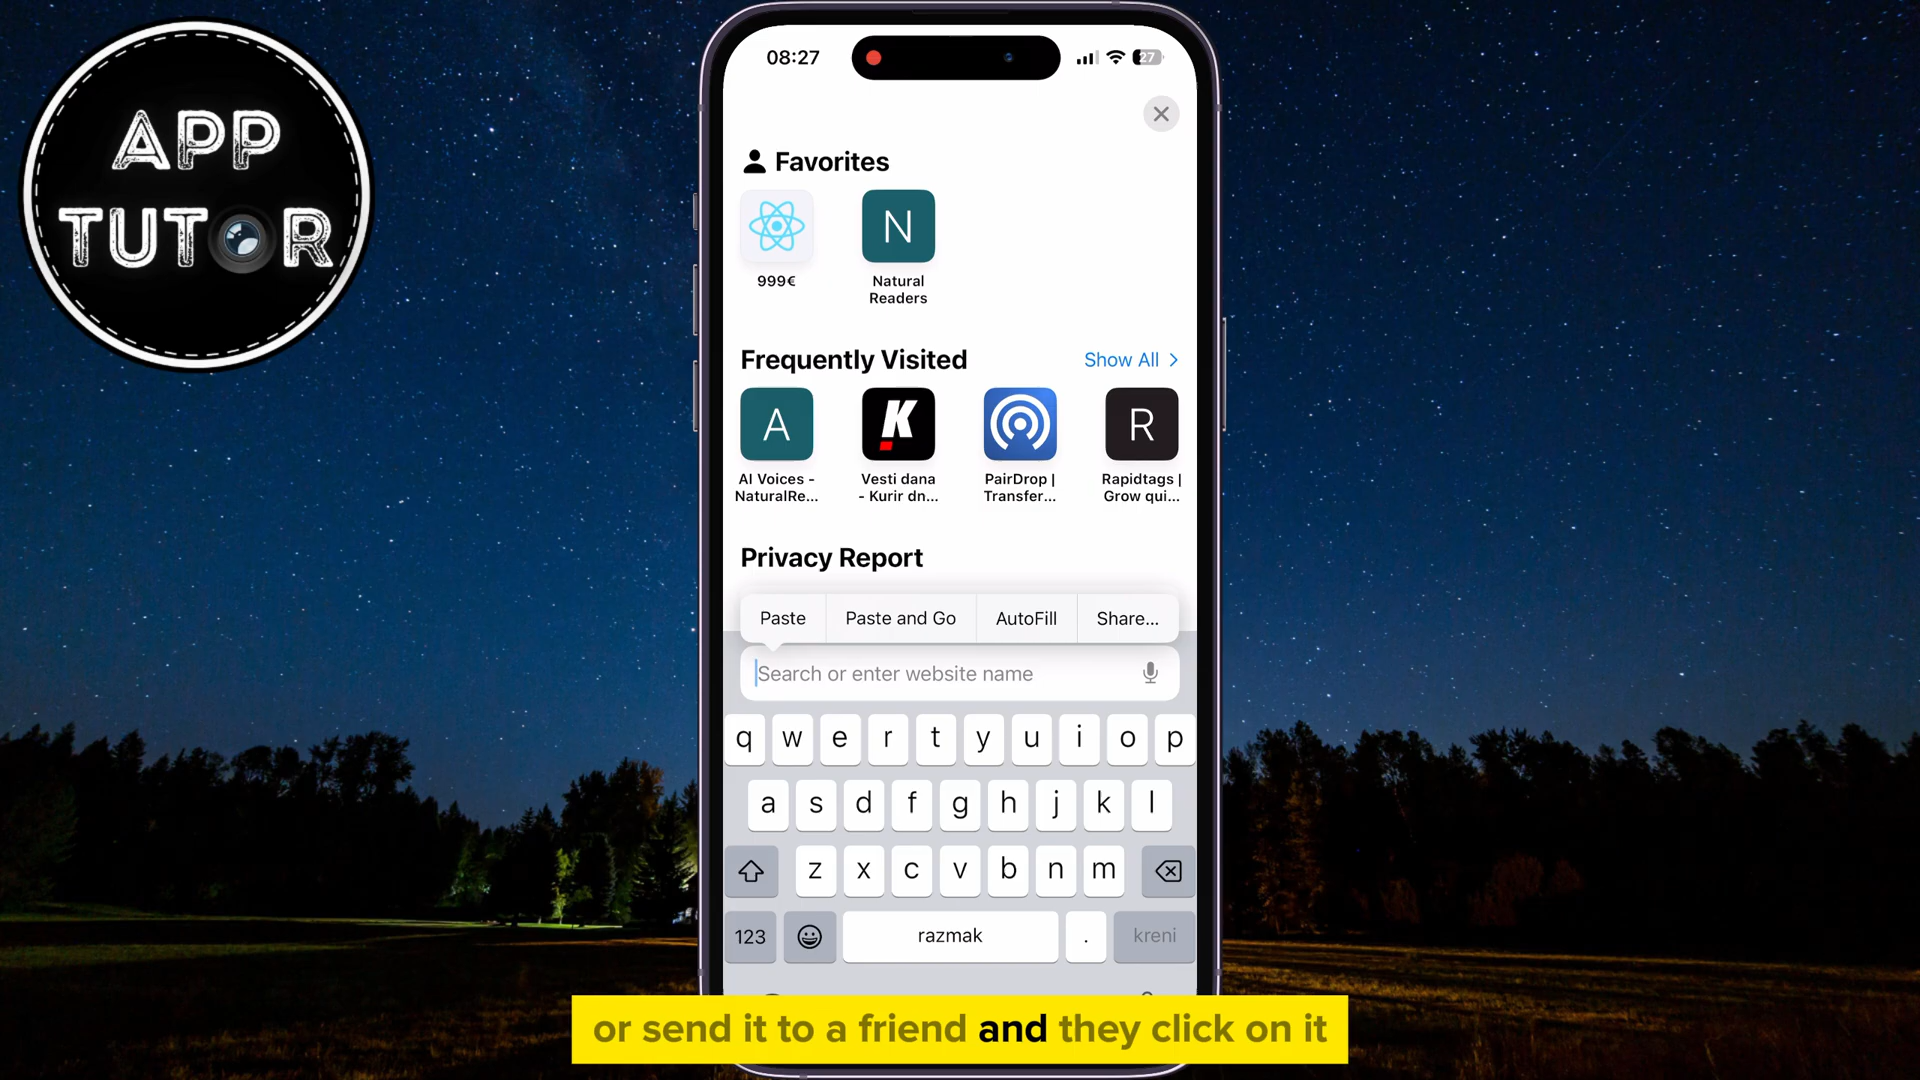 APP
TUTOR
08:27
27
Favorites
N
999€
Natural
Readers
Frequently Visited
Show All
A
K
R
AI Voices -
NaturalRe...
Vesti dana
- Kurir dn...
PairDrop |
Transfer...
Rapidtags |
Grow qui...
Privacy Report
Paste
Paste and Go
AutoFill
Share...
Search or enter website name
q w e r t y u i o p
a s d f g h j k l
z x c v b n m
123
razmak
.
kreni
or send it to a friend and they click on it